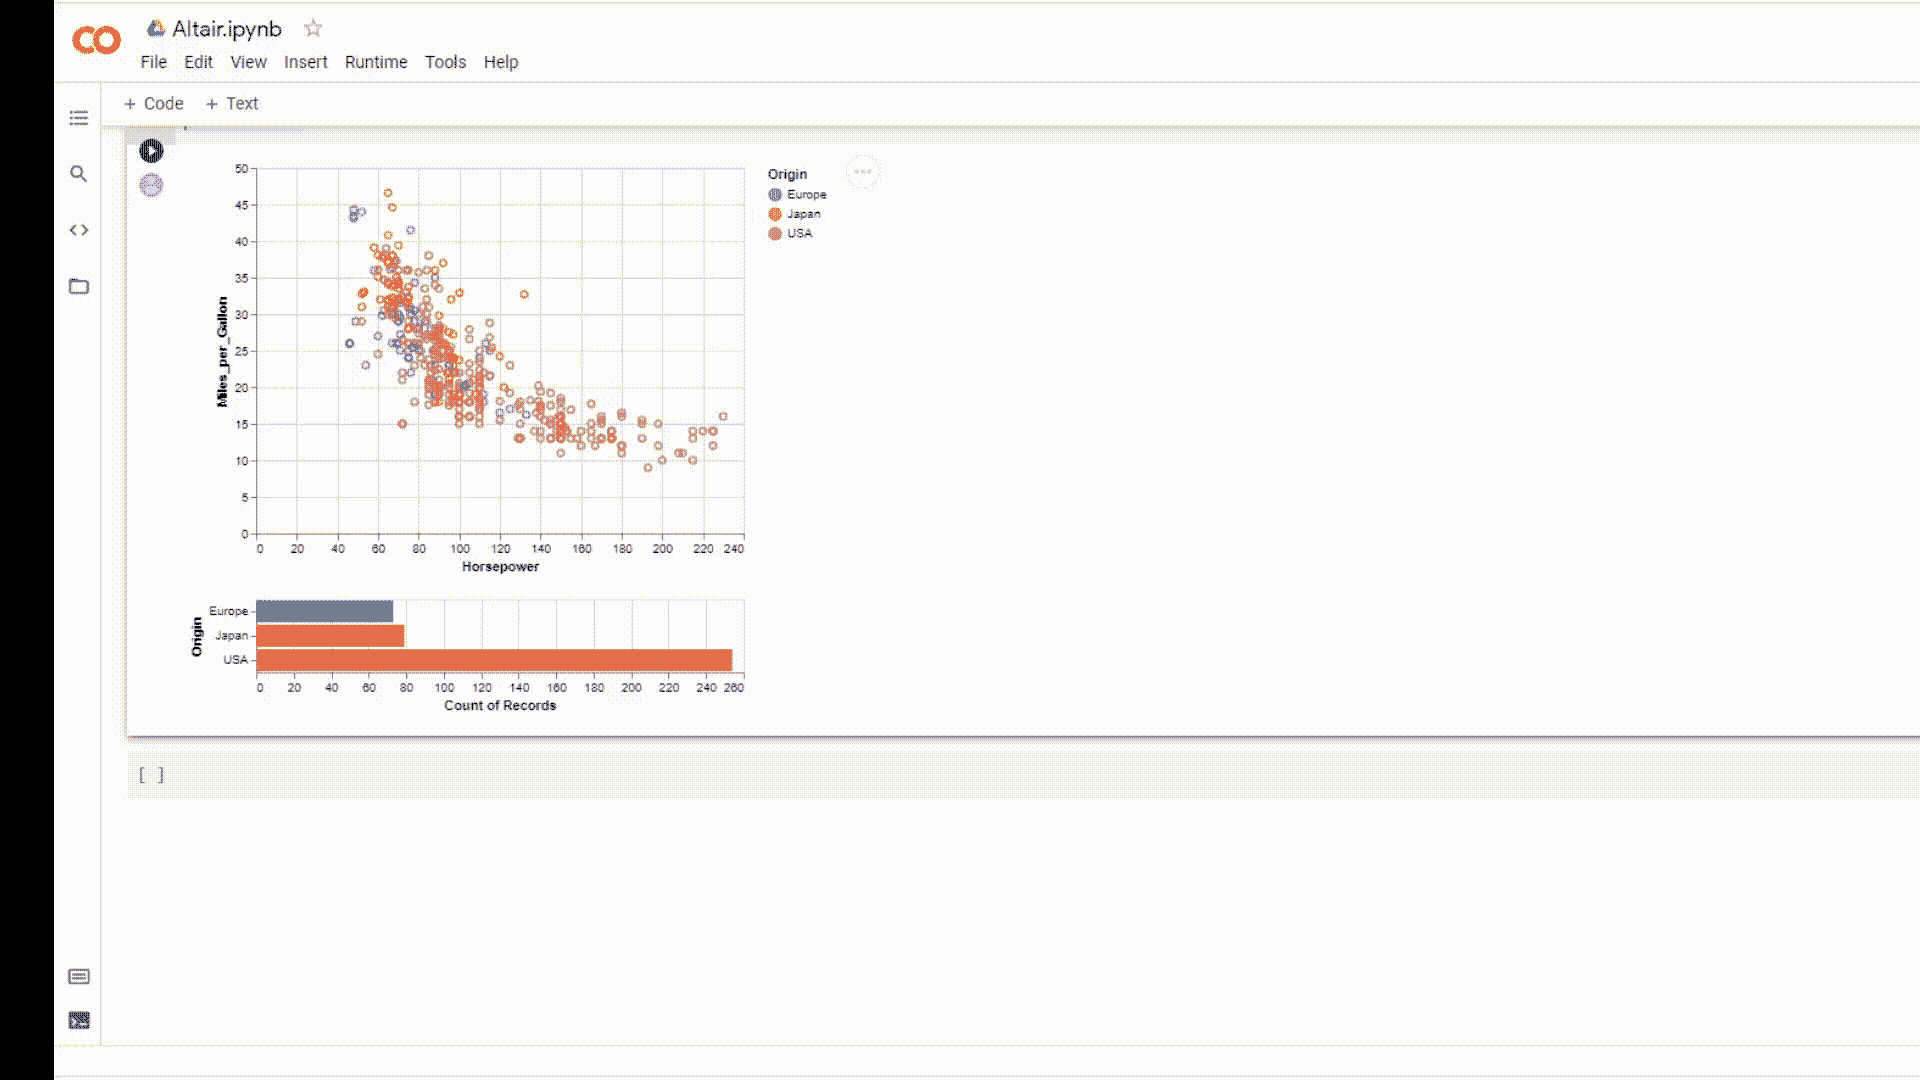 CO Altair.ipynb
File Edit View Insert Runtime Tools Help
+ Code + Text
50
45
40
35
30
25
20
15
10
5
0
Miles_per_Gallon
0 20 40 60 80 100 120 140 160 180 200 220 240
Horsepower
Origin
Europe
Japan
USA
Origin
Europe
Japan
USA
0 20 40 60 80 100 120 140 160 180 200 220 240 260
Count of Records
[ ]